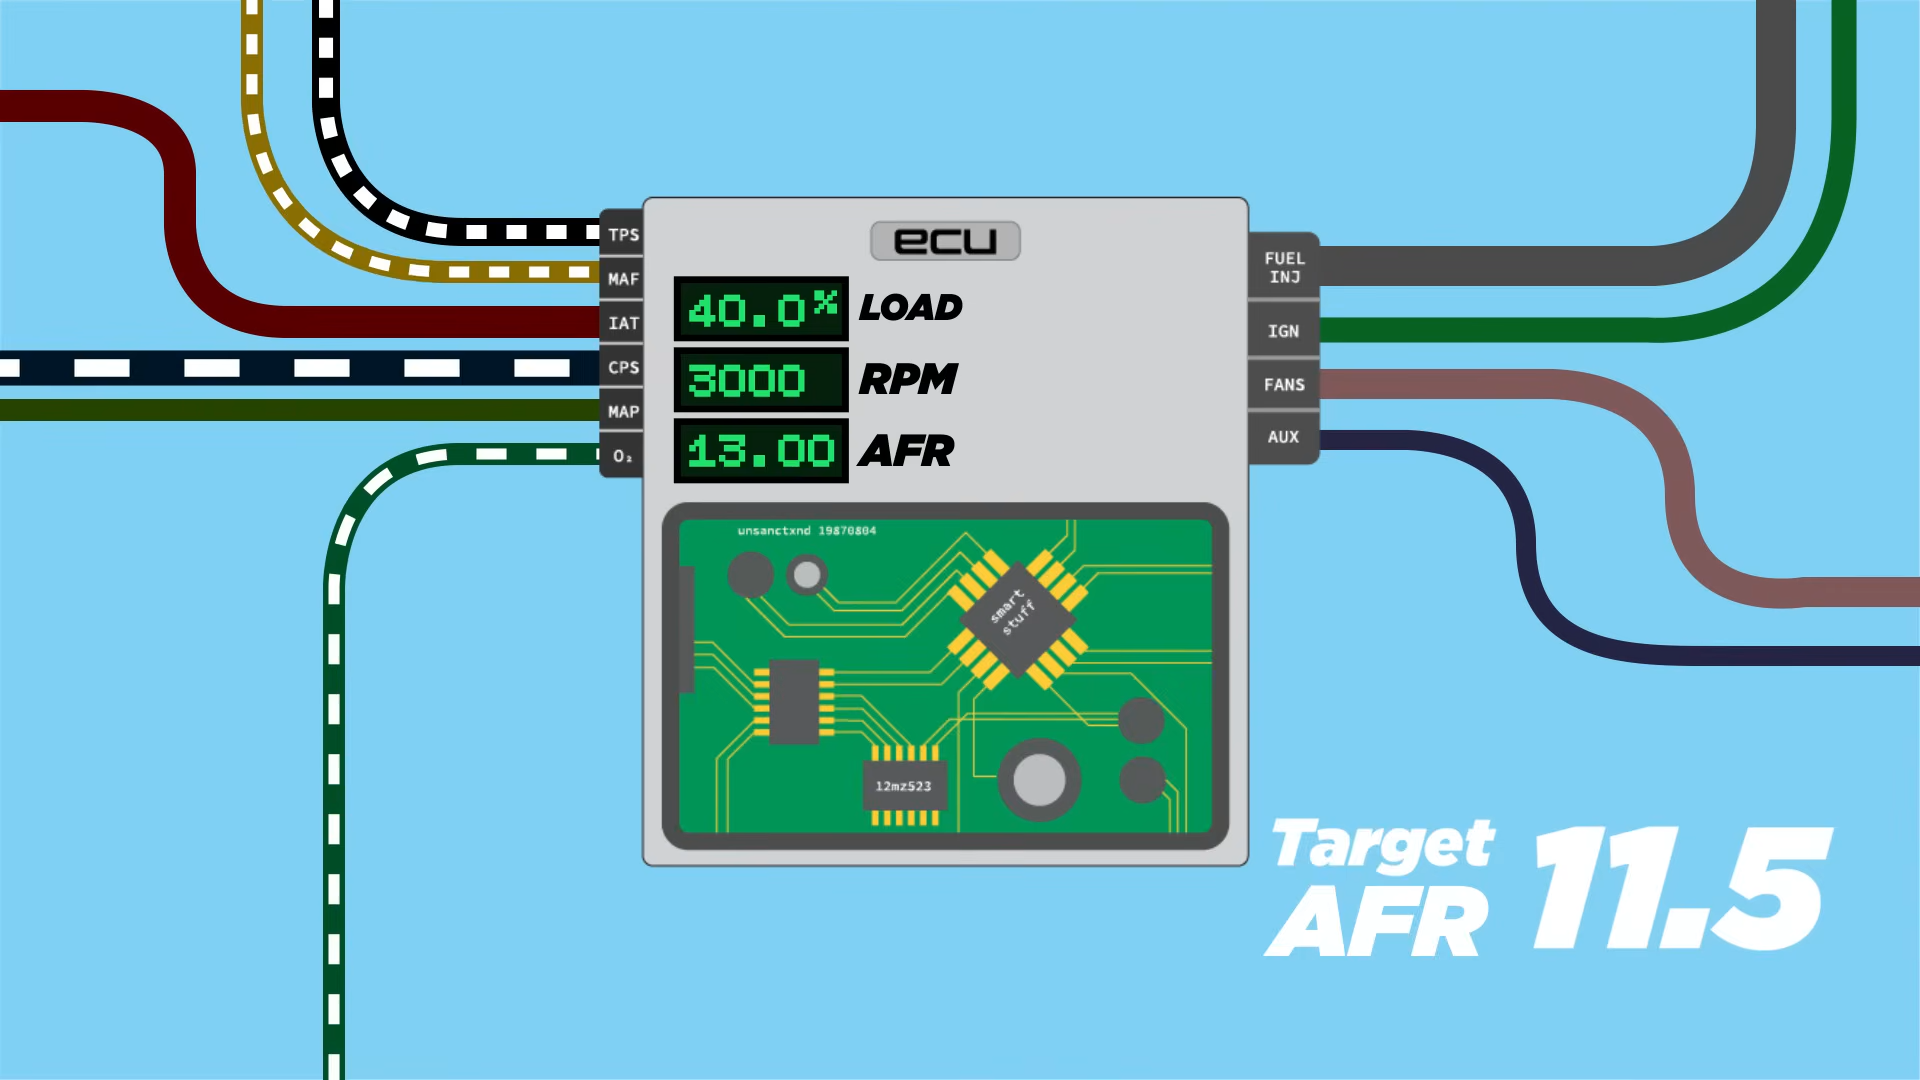 ecu
TPS
MAF
IAT
CPS
MAP
O₂
40.0% LOAD
3000 RPM
13.00 AFR
FUEL
INJ
IGN
FANS
AUX
unsanctxnd 19870804
smart
stuff
12mz523
Target
AFR 11.5